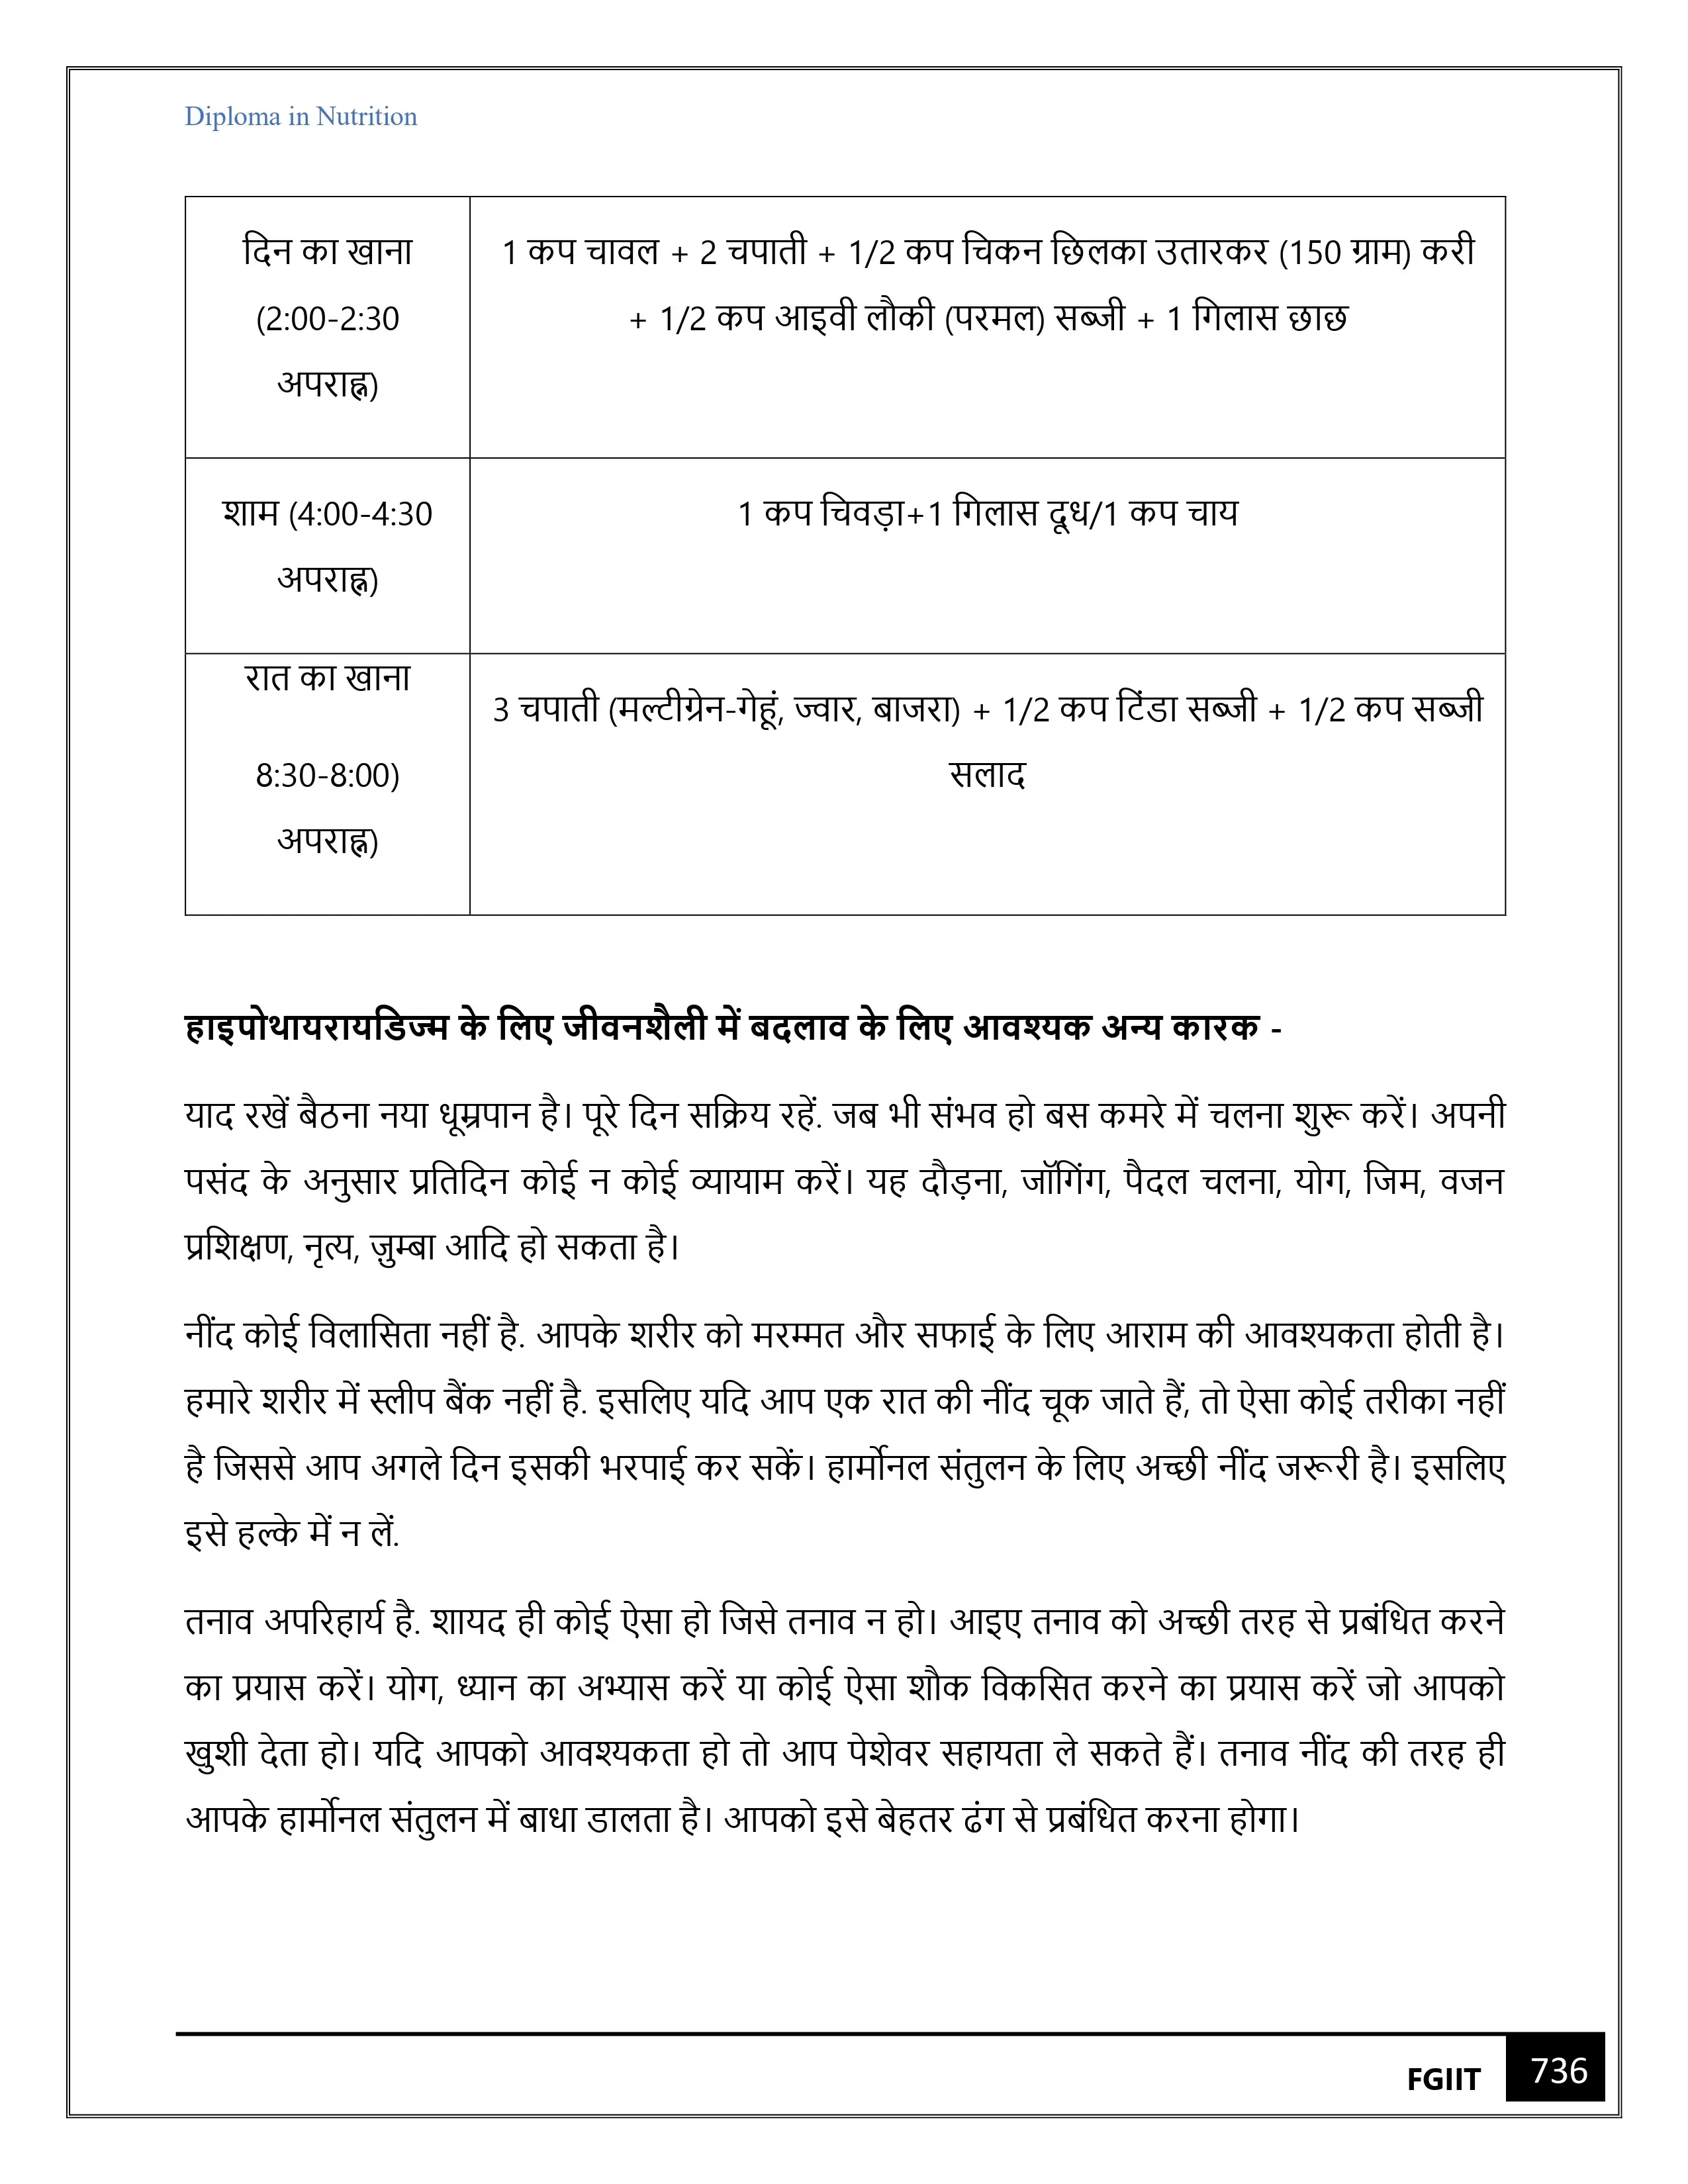 Diploma in Nutrition
दिन का खाना
(2:00-2:30
अपराह्न)
1 कप चावल + 2 चपाती + 1/2 कप चिकन छिलका उतारकर (150 ग्राम) करी
+ 1/2 कप आइवी लौकी (परमल) सब्जी + 1 गिलास छाछ
शाम (4:00-4:30
अपराह्न)
1 कप चिवड़ा+1 गिलास दूध/1 कप चाय
रात का खाना
8:30-8:00)
अपराह्न)
3 चपाती (मल्टीग्रेन-गेहूं, ज्वार, बाजरा) + 1/2 कप टिंडा सब्जी + 1/2 कप सब्जी
सलाद
हाइपोथायरायडिज्म के लिए जीवनशैली में बदलाव के लिए आवश्यक अन्य कारक -
याद रखें बैठना नया धूम्रपान है। पूरे दिन सक्रिय रहें. जब भी संभव हो बस कमरे में चलना शुरू करें। अपनी
पसंद के अनुसार प्रतिदिन कोई न कोई व्यायाम करें। यह दौड़ना, जॉगिंग, पैदल चलना, योग, जिम, वजन
प्रशिक्षण, नृत्य, ज़ुम्बा आदि हो सकता है।
नींद कोई विलासिता नहीं है. आपके शरीर को मरम्मत और सफाई के लिए आराम की आवश्यकता होती है।
हमारे शरीर में स्लीप बैंक नहीं है. इसलिए यदि आप एक रात की नींद चूक जाते हैं, तो ऐसा कोई तरीका नहीं
है जिससे आप अगले दिन इसकी भरपाई कर सकें। हार्मोनल संतुलन के लिए अच्छी नींद जरूरी है। इसलिए
इसे हल्के में न लें.
तनाव अपरिहार्य है. शायद ही कोई ऐसा हो जिसे तनाव न हो। आइए तनाव को अच्छी तरह से प्रबंधित करने
का प्रयास करें। योग, ध्यान का अभ्यास करें या कोई ऐसा शौक विकसित करने का प्रयास करें जो आपको
खुशी देता हो। यदि आपको आवश्यकता हो तो आप पेशेवर सहायता ले सकते हैं। तनाव नींद की तरह ही
आपके हार्मोनल संतुलन में बाधा डालता है। आपको इसे बेहतर ढंग से प्रबंधित करना होगा।
FGIIT 736